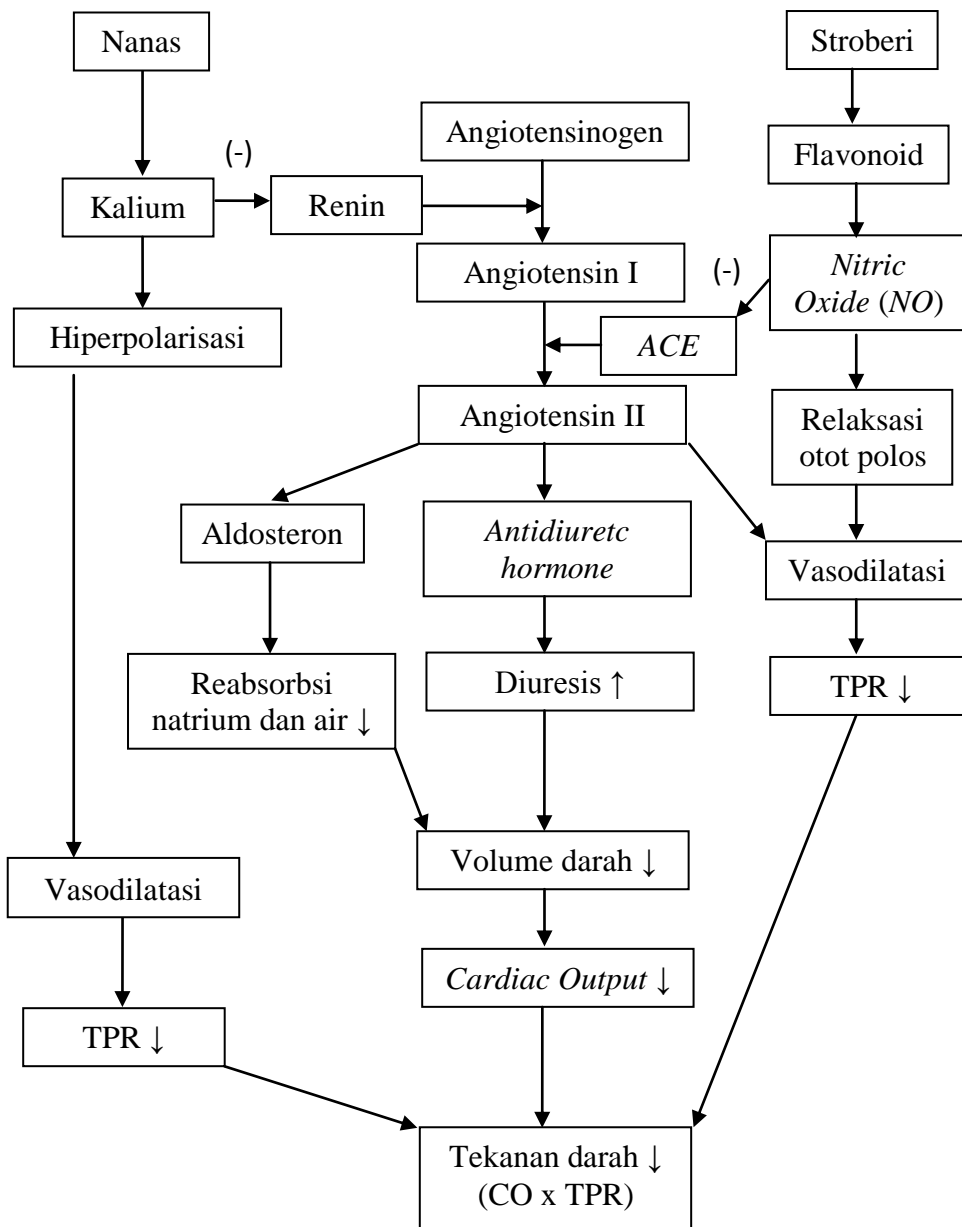 Nanas
Stroberi
Angiotensinogen
(-)
Flavonoid
Kalium
Renin
Angiotensin I
(-)
Nitric
Oxide (NO)
Hiperpolarisasi
ACE
Angiotensin II
Relaksasi
otot polos
Aldosteron
Antidiuretc
hormone
Vasodilatasi
Reabsorbsi
natrium dan air ↓
Diuresis ↑
TPR ↓
Volume darah ↓
Vasodilatasi
Cardiac Output ↓
TPR ↓
Tekanan darah ↓
(CO x TPR)